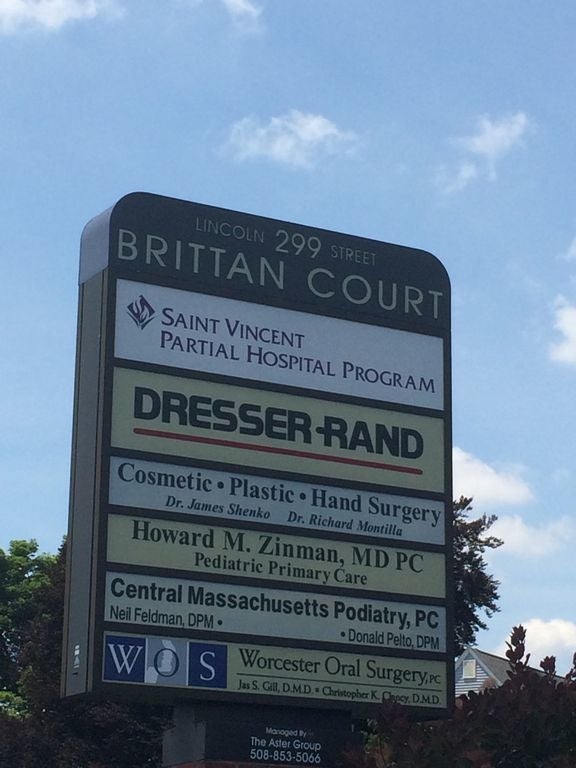 LINCOLN 299 STREET
BRITTAN COURT
SAINT VINCENT
PARTIAL HOSPITAL PROGRAM
DRESSER-RAND
Cosmetic • Plastic • Hand Surgery
Dr. James Shenko Dr. Richard Montilla
Howard M. Zinman, MD PC
Pediatric Primary Care
Central Massachusetts Podiatry, PC
Neil Feldman, DPM •
• Donald Pelto, DPM
WOS Worcester Oral Surgery, PC
Jas S. Gill, D.M.D. • Christopher K. Clancy, D.M.D.
Managed By
The Aster Group
508-853-5066